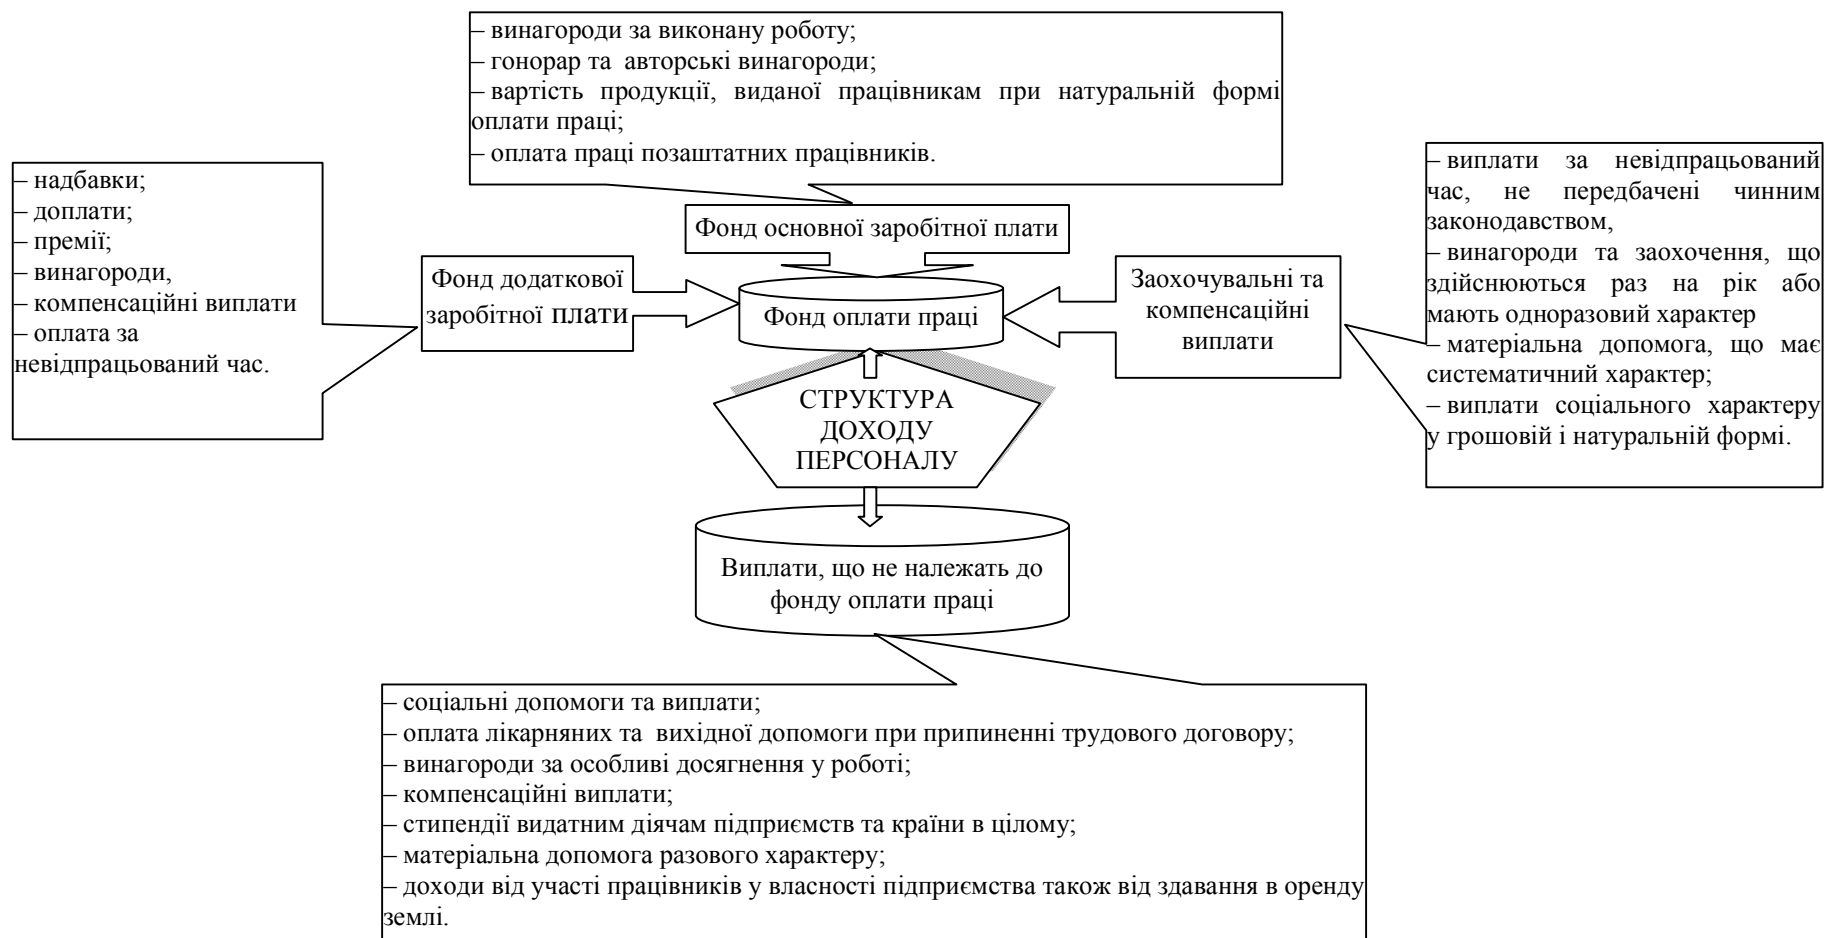 – винагороди за виконану роботу;
– гонорар та авторські винагороди;
– вартість продукції, виданої працівникам при натуральній формі
оплати праці;
– оплата праці позаштатних працівників.
– надбавки;
– доплати;
– премії;
– винагороди,
– компенсаційні виплати
– оплата за
невідпрацьований час.
Фонд основної заробітної плати
Фонд додаткової
заробітної плати
Фонд оплати праці
Заохочувальні та
компенсаційні
виплати
– виплати за невідпрацьований
час, не передбачені чинним
законодавством,
– винагороди та заохочення, що
здійснюються раз на рік або
мають одноразовий характер
– матеріальна допомога, що має
систематичний характер;
– виплати соціального характеру
у грошовій і натуральній формі.
СТРУКТУРА
ДОХОДУ
ПЕРСОНАЛУ
Виплати, що не належать до
фонду оплати праці
– соціальні допомоги та виплати;
– оплата лікарняних та вихідної допомоги при припиненні трудового договору;
– винагороди за особливі досягнення у роботі;
– компенсаційні виплати;
– стипендії видатним діячам підприємств та країни в цілому;
– матеріальна допомога разового характеру;
– доходи від участі працівників у власності підприємства також від здавання в оренду
землі.